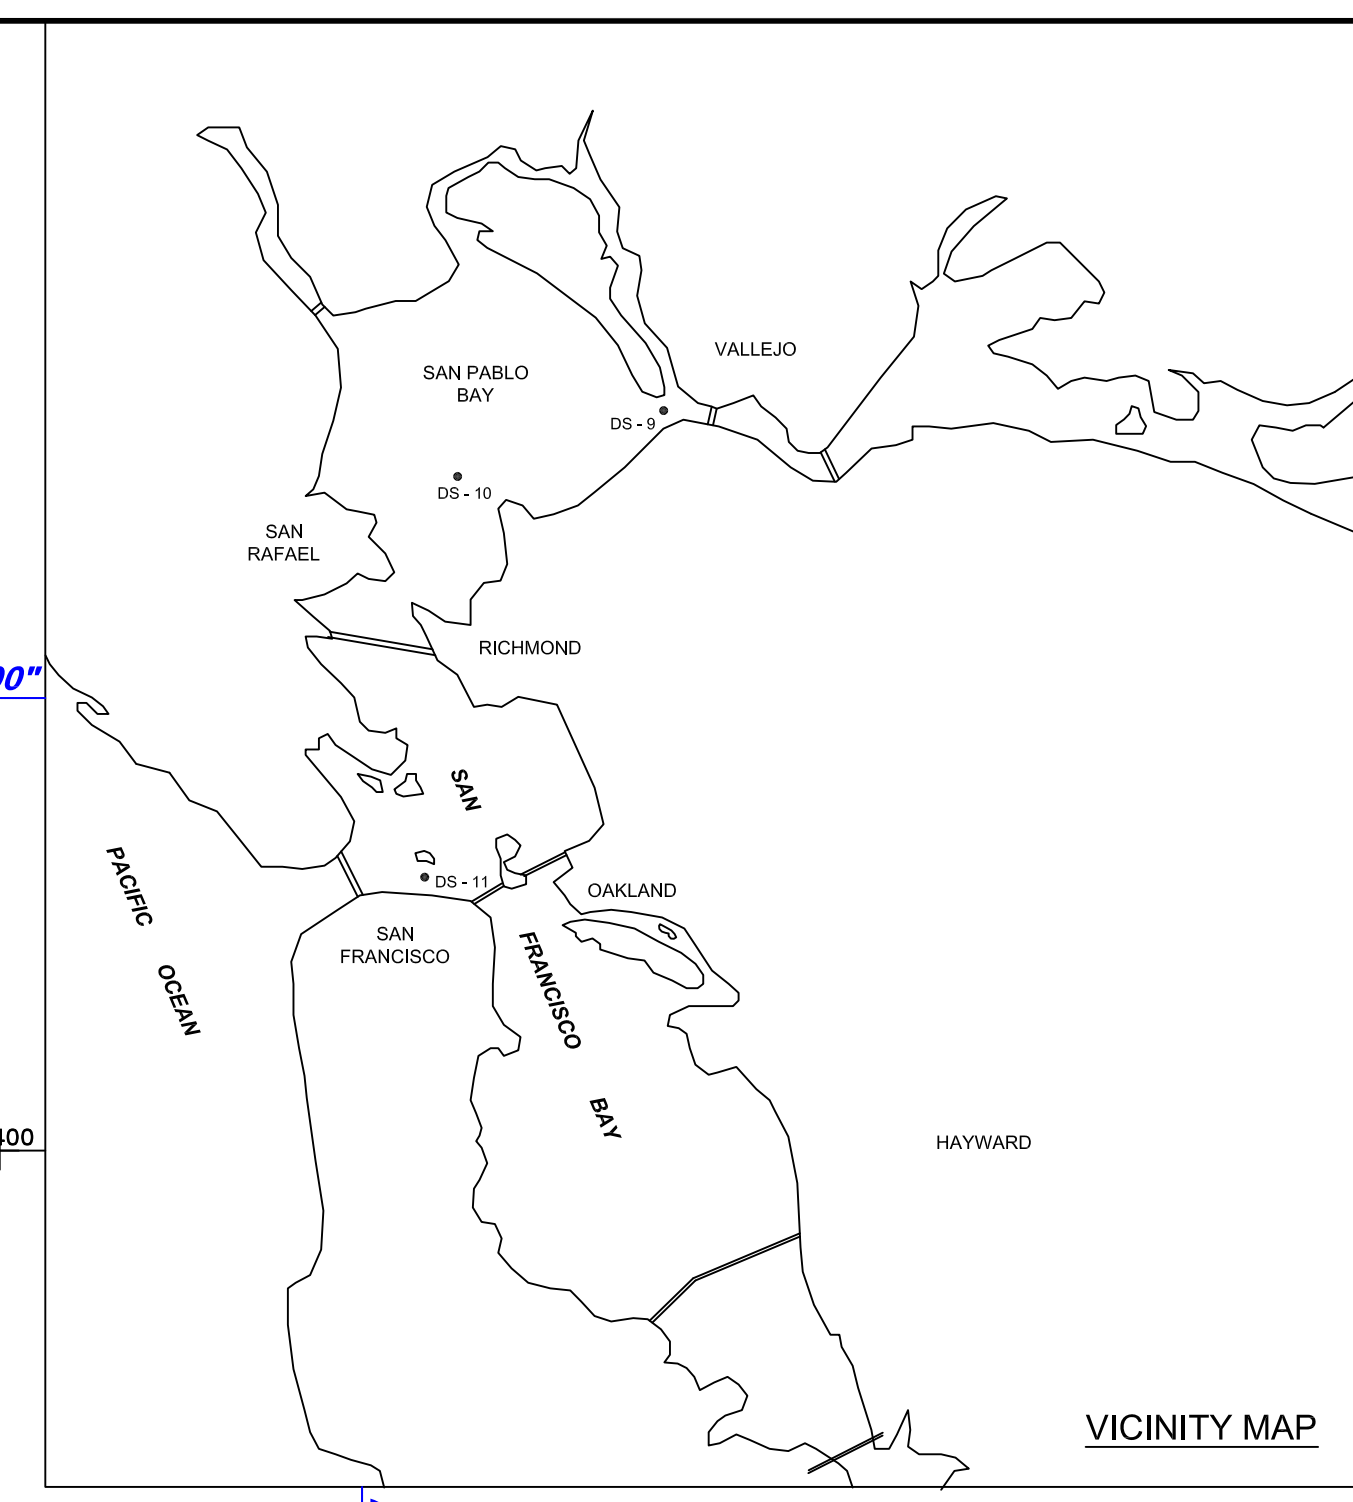 VALLEJO
SAN PABLO
BAY
DS - 9
DS - 10
SAN
RAFAEL
RICHMOND
00"
SAN
FRANCISCO
BAY
PACIFIC
OCEAN
DS - 11
OAKLAND
SAN
FRANCISCO
HAYWARD
400
VICINITY MAP